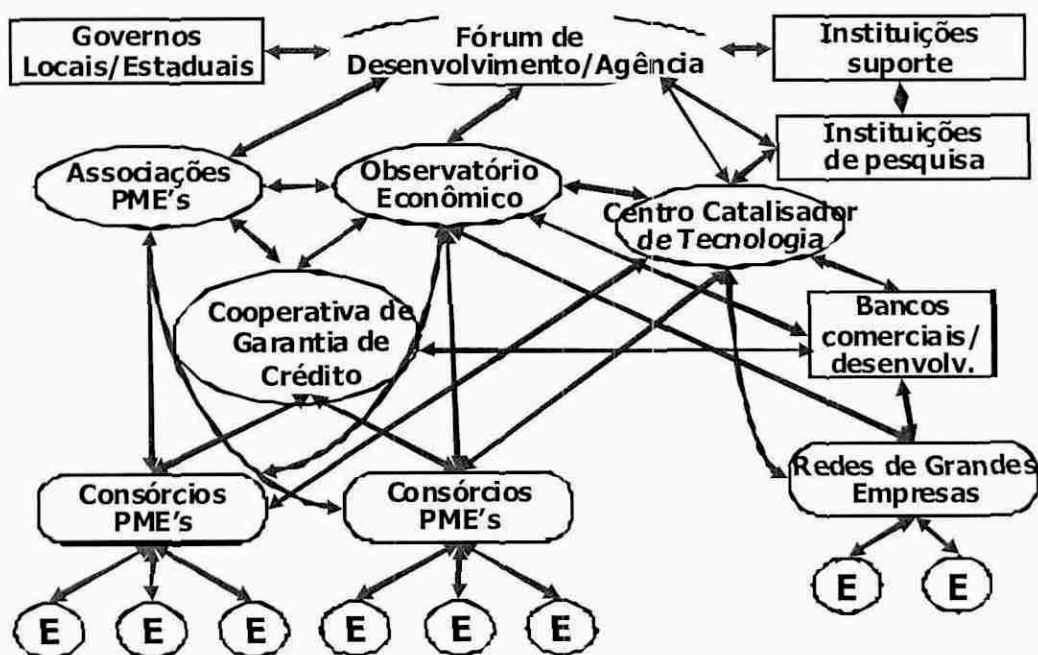 Governos
Locais/Estaduais
Fórum de
Desenvolvimento/Agência
Instituições
suporte
Instituições
de pesquisa
Associações
PME's
Observatório
Econômico
Centro Catalisador
de Tecnologia
Cooperativa de
Garantia de
Crédito
Bancos
comerciais/
desenvolv.
Consórcios
PME's
Consórcios
PME's
Redes de Grandes
Empresas
E
E
E
E
E
E
E
E